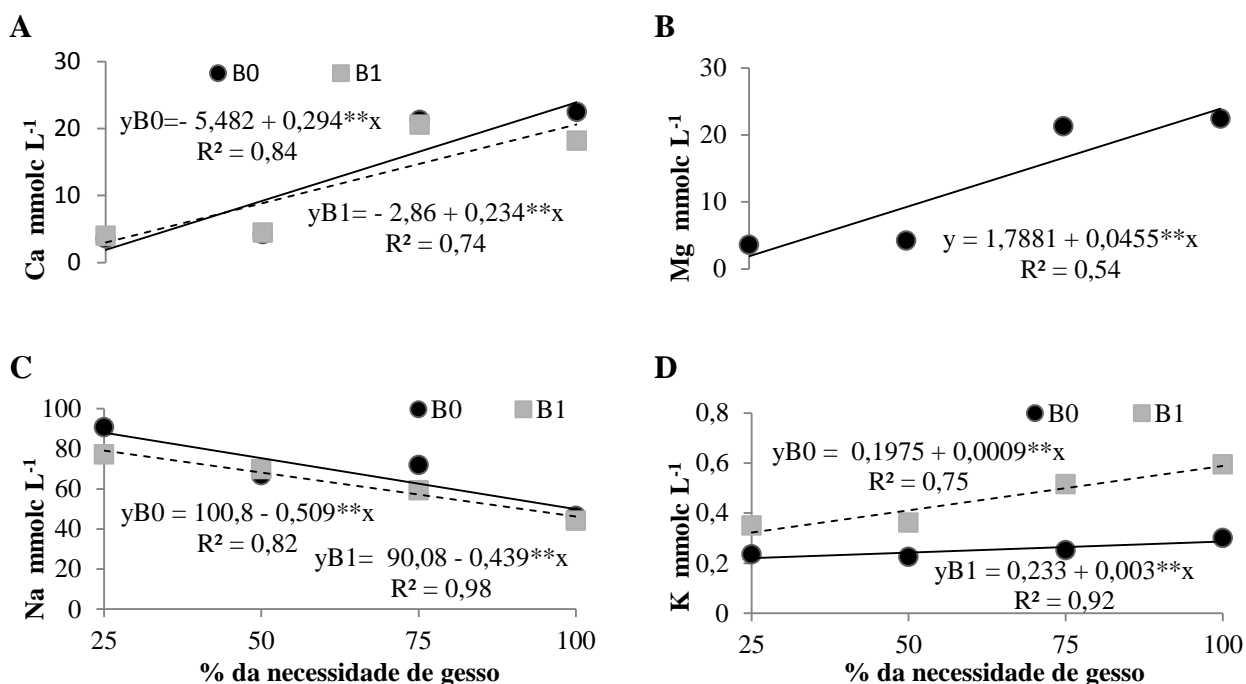 A
Ca mmolc L-1
30
20
10
0
B0 B1
yB0=- 5,482 + 0,294**x
R² = 0,84
yB1= - 2,86 + 0,234**x
R² = 0,74
B
Mg mmolc L-1
30
20
10
0
y = 1,7881 + 0,0455**x
R² = 0,54
C
Na mmolc L-1
100
80
60
40
20
0
B0 B1
yB0 = 100,8 - 0,509**x
R² = 0,82
yB1= 90,08 - 0,439**x
R² = 0,98
25 50 75 100
% da necessidade de gesso
D
K mmolc L-1
0,8
0,6
0,4
0,2
0
B0 B1
yB0 = 0,1975 + 0,0009**x
R² = 0,75
yB1 = 0,233 + 0,003**x
R² = 0,92
25 50 75 100
% da necessidade de gesso